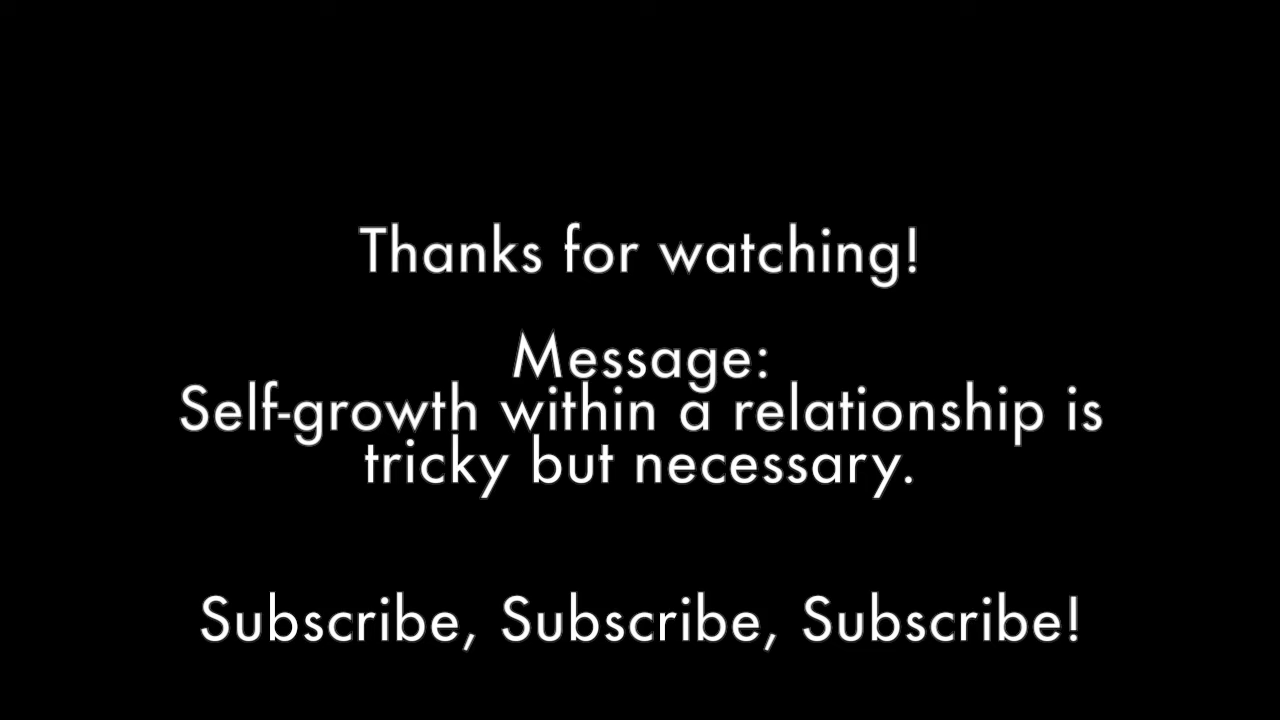 Thanks for watching!
Message:
Self-growth within a relationship is
tricky but necessary.
Subscribe, Subscribe, Subscribe!